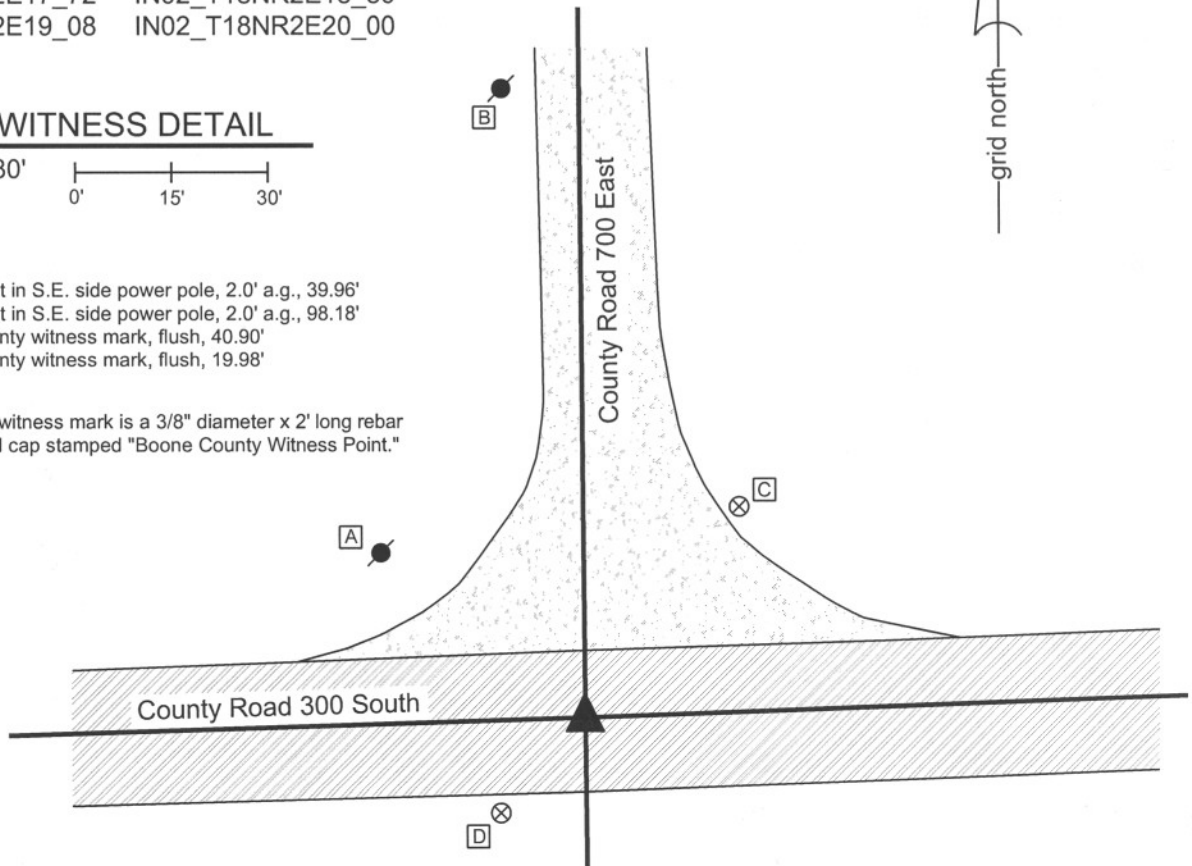 IN02_T18NR2E20_00
2E19_08
WITNESS DETAIL
30'
0' 15' 30'
t in S.E. side power pole, 2.0' a.g., 39.96'
t in S.E. side power pole, 2.0' a.g., 98.18'
nty witness mark, flush, 40.90'
nty witness mark, flush, 19.98'
witness mark is a 3/8" diameter x 2' long rebar
cap stamped "Boone County Witness Point."
B
County Road 700 East
grid north
C
A
County Road 300 South
D